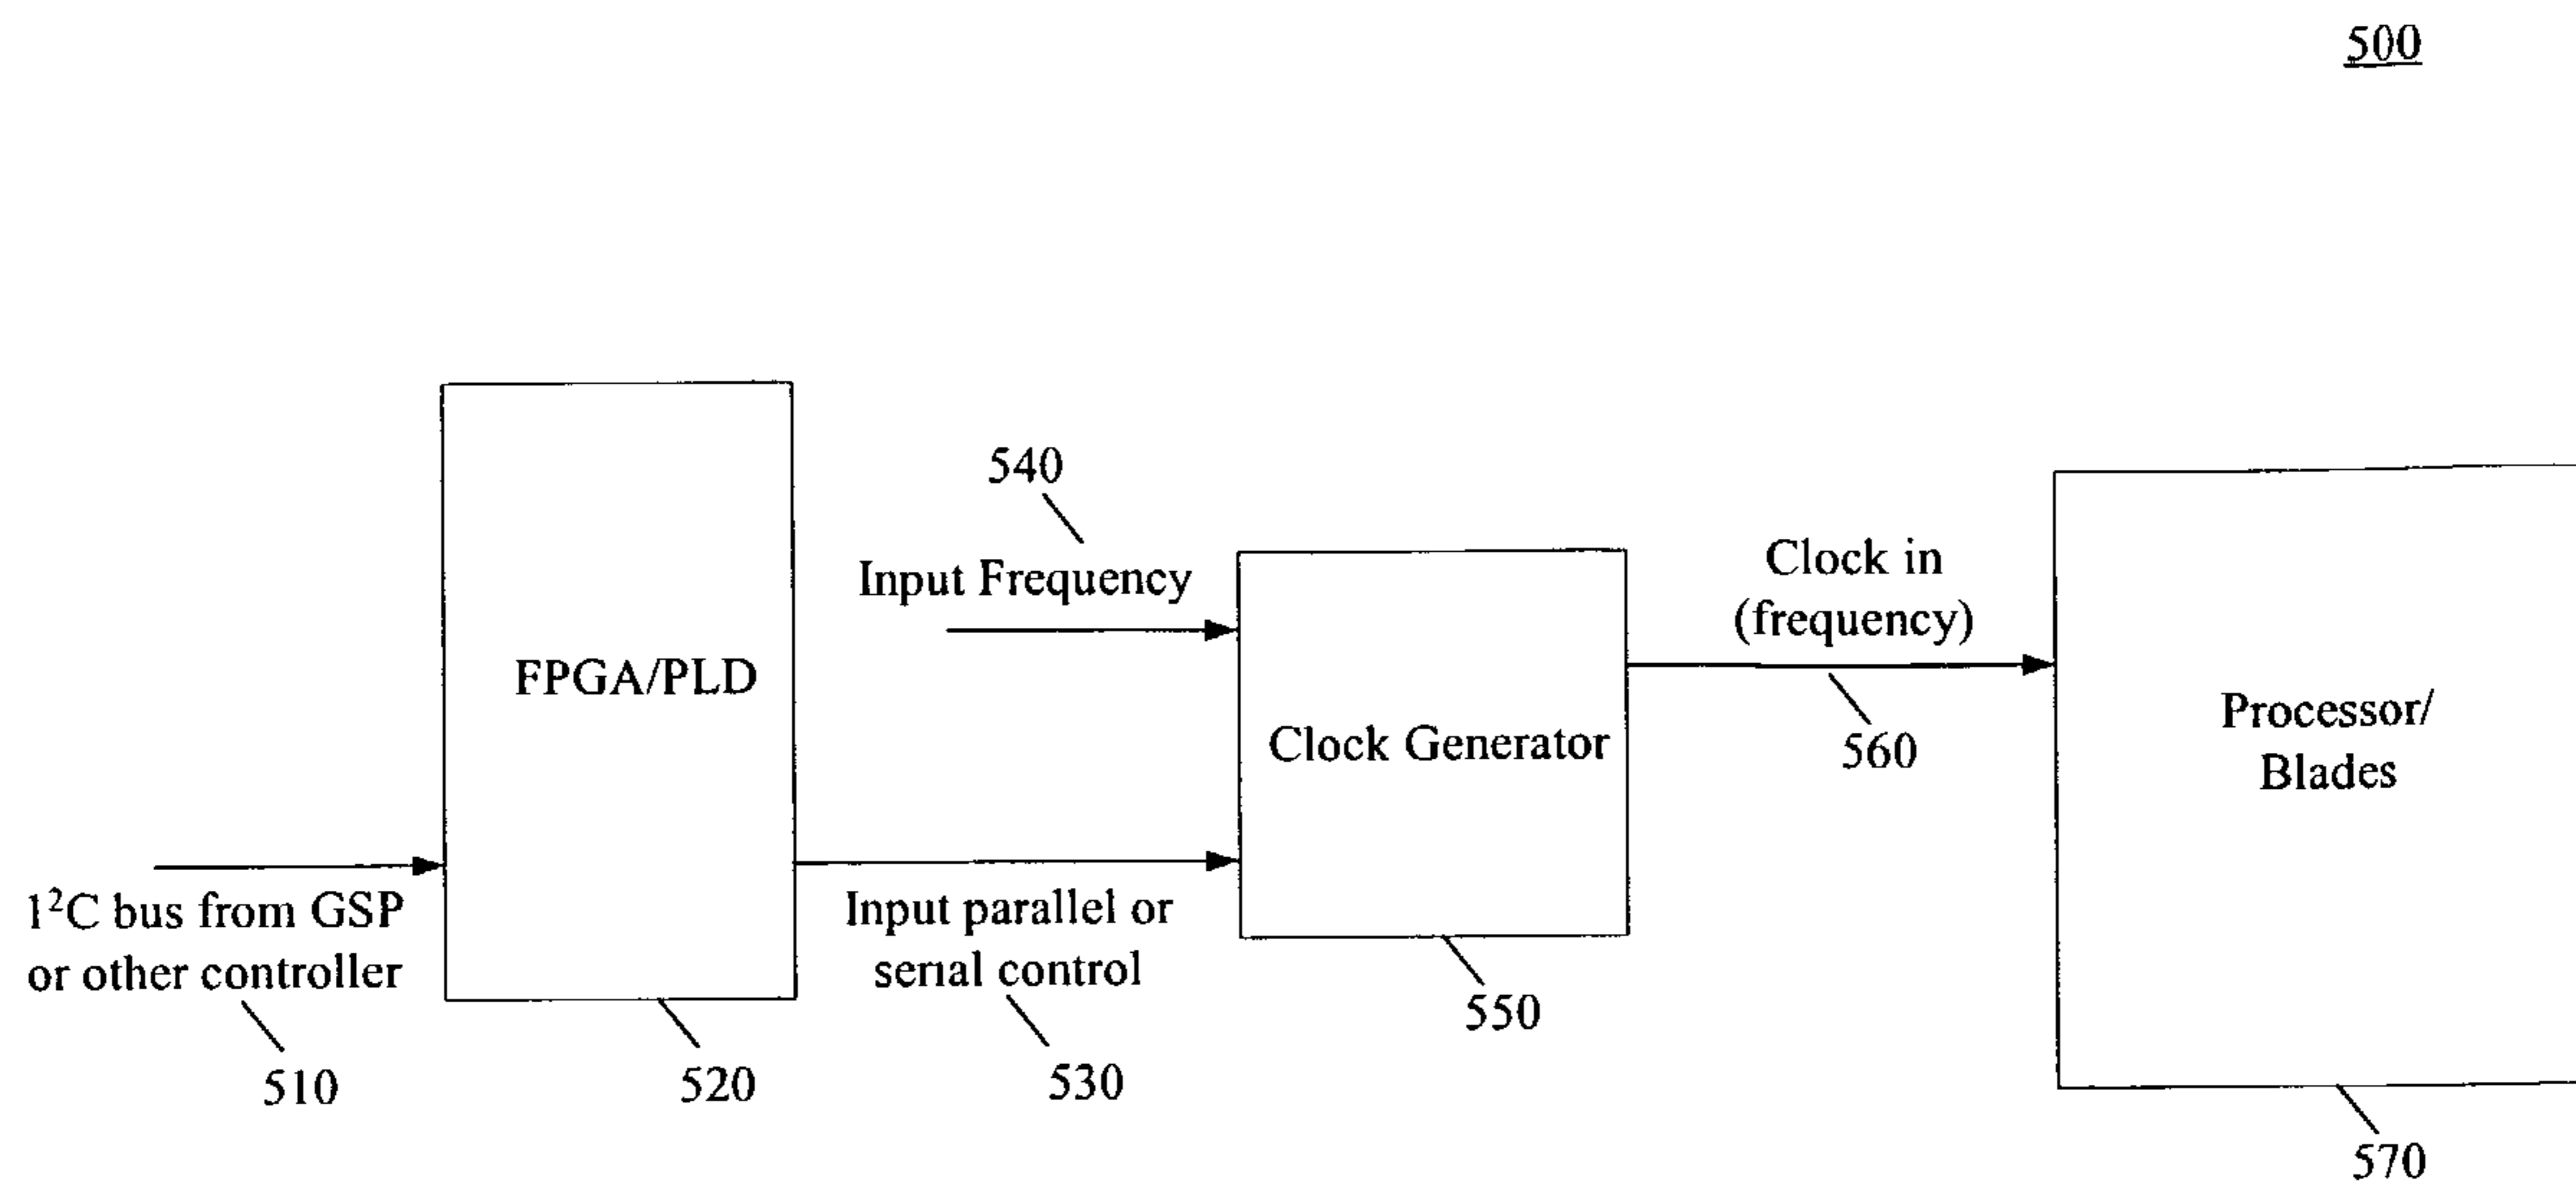 500
540
Input Frequency
Clock in
(frequency)
FPGA/PLD
Clock Generator
560
Processor/
Blades
I²C bus from GSP
or other controller
Input parallel or
serial control
510
520
530
550
570